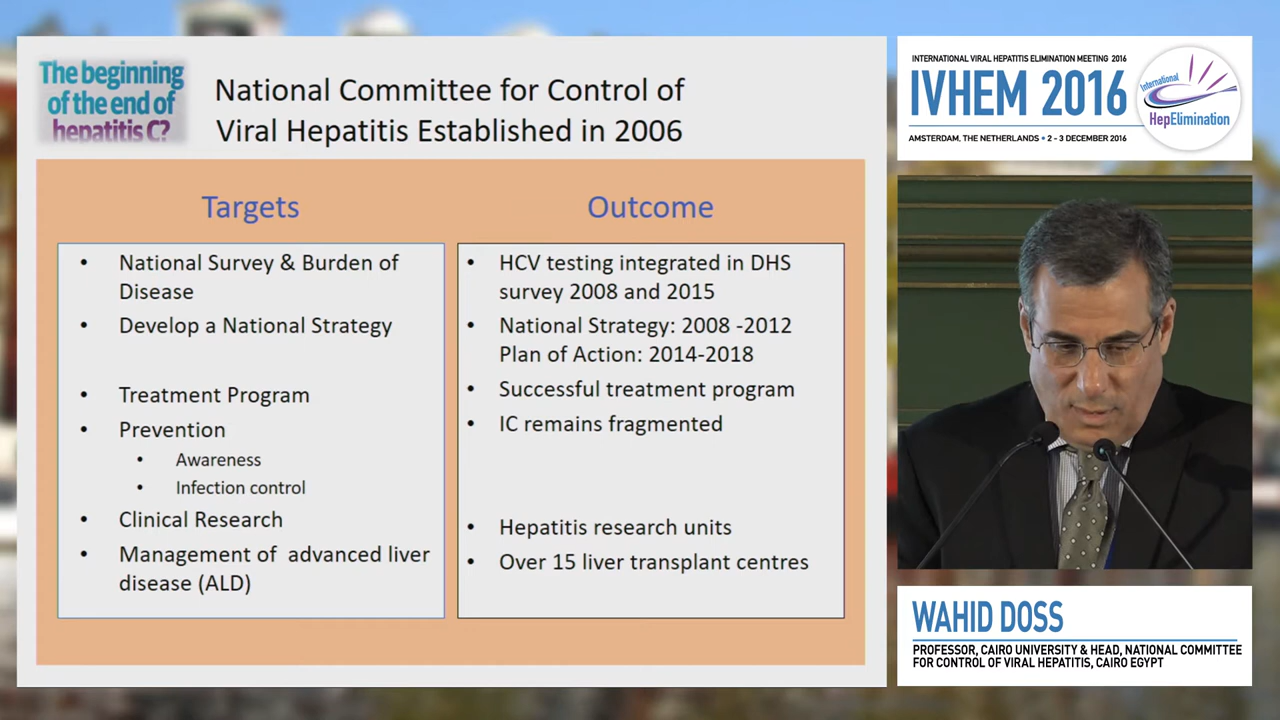 The beginning
of the end of
hepatitis C?
National Committee for Control of
Viral Hepatitis Established in 2006
Targets
• National Survey & Burden of
Disease
• Develop a National Strategy
• Treatment Program
• Prevention
• Awareness
• Infection control
• Clinical Research
• Management of advanced liver
disease (ALD)
Outcome
• HCV testing integrated in DHS
survey 2008 and 2015
• National Strategy: 2008 -2012
Plan of Action: 2014-2018
• Successful treatment program
• IC remains fragmented
• Hepatitis research units
• Over 15 liver transplant centres
INTERNATIONAL VIRAL HEPATITIS ELIMINATION MEETING 2016
IVHEM 2016
AMSTERDAM, THE NETHERLANDS • 2 - 3 DECEMBER 2016
International
HepElimination
WAHID DOSS
PROFESSOR, CAIRO UNIVERSITY & HEAD, NATIONAL COMMITTEE
FOR CONTROL OF VIRAL HEPATITIS, CAIRO EGYPT